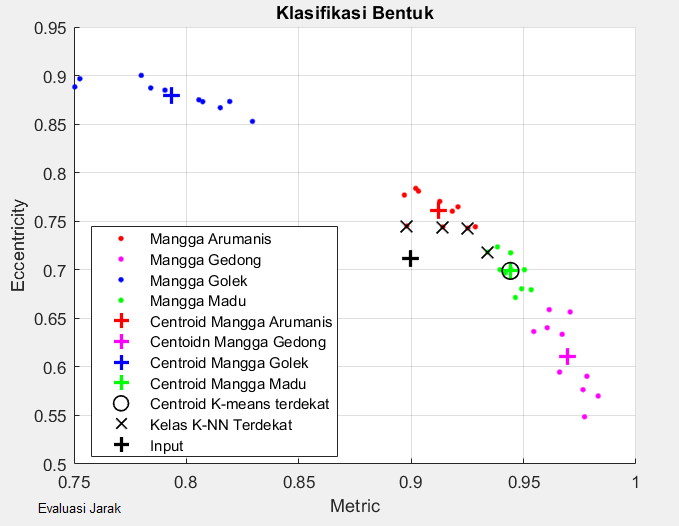 Klasifikasi Bentuk
0.95
0.9
0.85
0.8
0.75
0.7
0.65
0.6
0.55
0.5
Eccentricity
Mangga Arumanis
Mangga Gedong
Mangga Golek
Mangga Madu
Centroid Mangga Arumanis
Centoidn Mangga Gedong
Centroid Mangga Golek
Centroid Mangga Madu
Centroid K-means terdekat
Kelas K-NN Terdekat
Input
0.75 0.8 0.85 0.9 0.95 1
Metric
Evaluasi Jarak